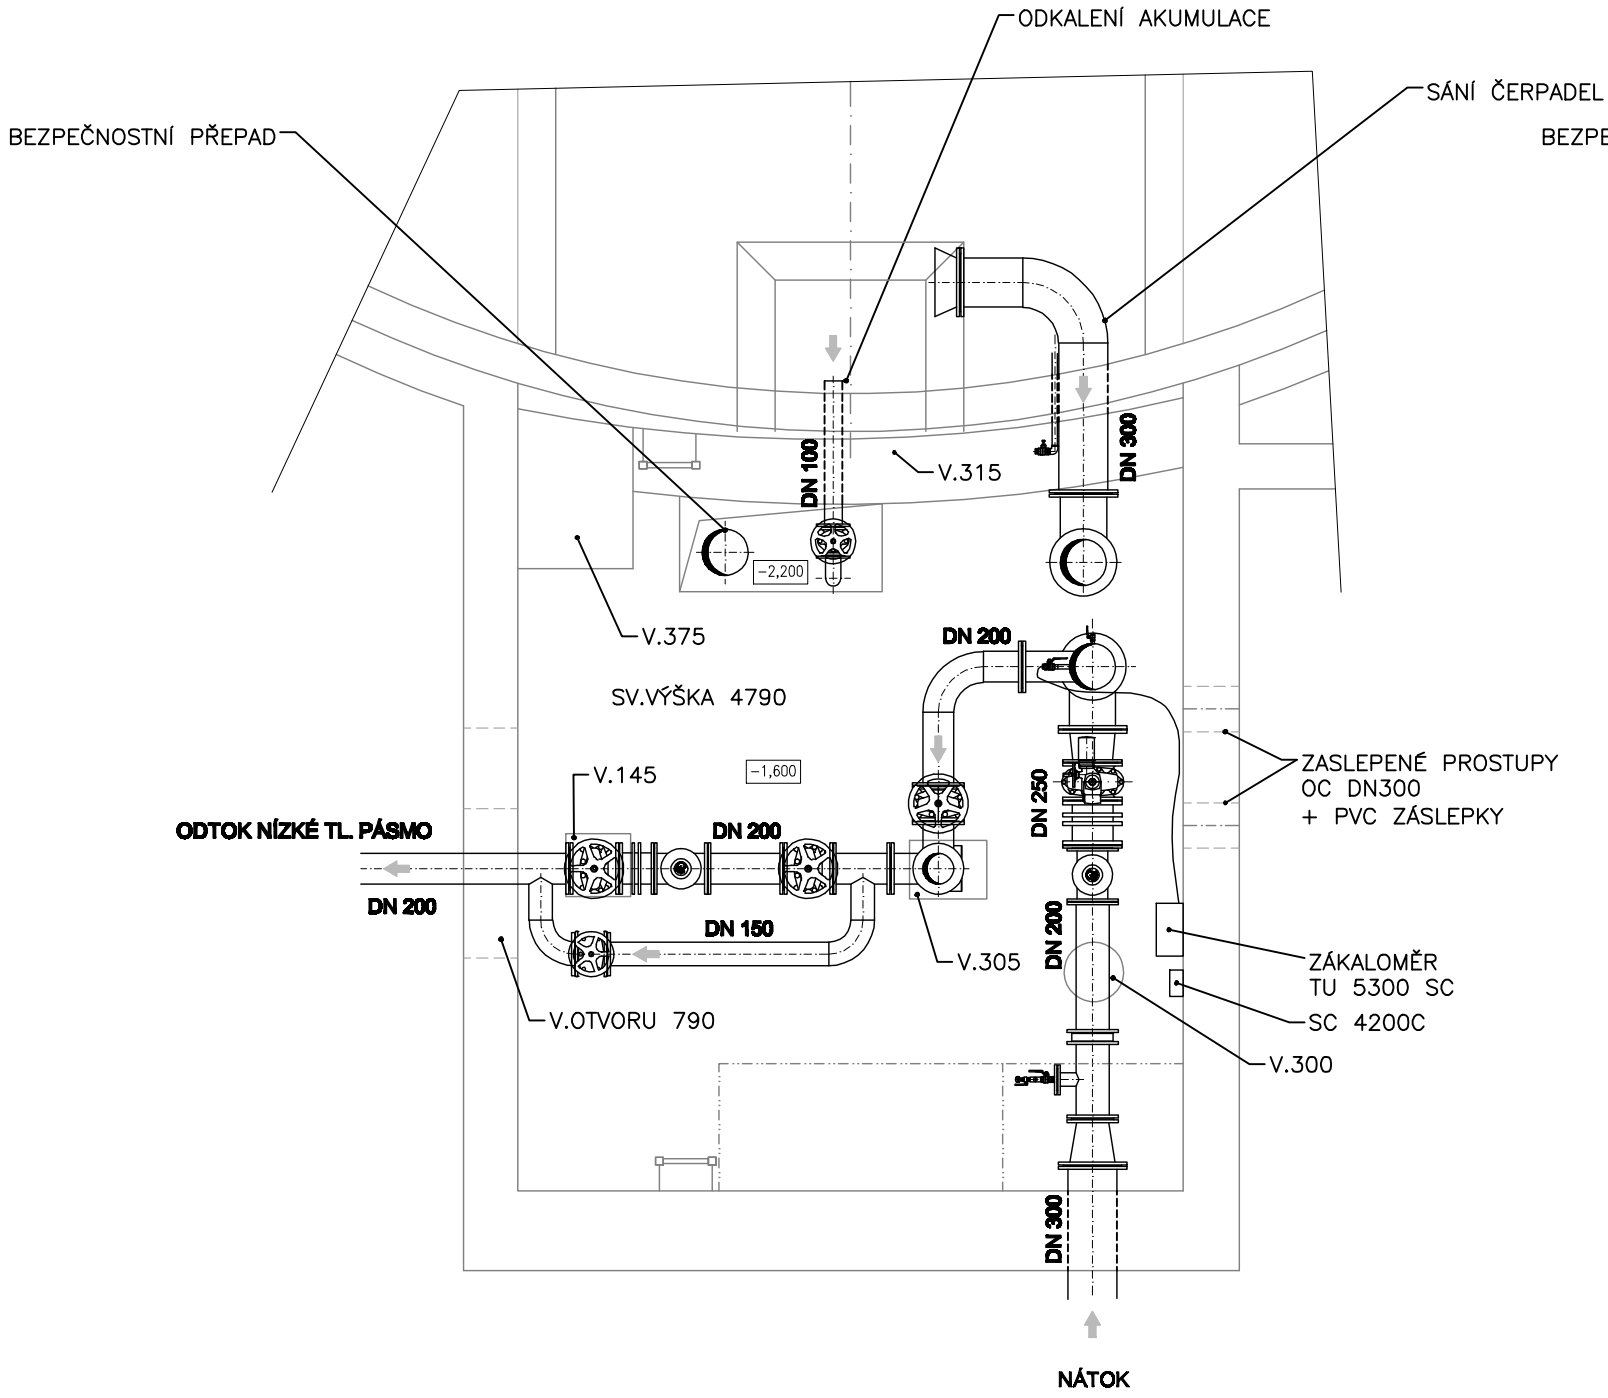 ODKALENÍ AKUMULACE
SÁNÍ ČERPADEL
BEZPEČNOSTNÍ PŘEPAD
BEZPE
DN 100
V.315
DN 300
-2,200
V.375
DN 200
SV.VÝŠKA 4790
V.145
-1,600
ZASLEPENÉ PROSTUPY
OC DN300
+ PVC ZÁSLEPKY
DN 250
ODTOK NÍZKÉ TL. PÁSMO
DN 200
DN 200
DN 150
DN 200
V.305
ZÁKALOMĚR
TU 5300 SC
SC 4200C
V.OTVORU 790
V.300
DN 300
NÁTOK